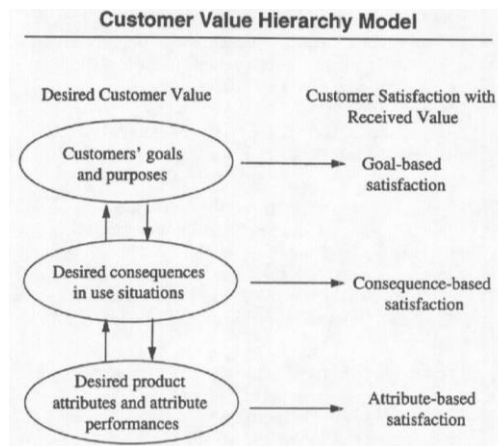 Customer Value Hierarchy Model
Desired Customer Value
Customer Satisfaction with
Received Value
Customers' goals
and purposes
Goal-based
satisfaction
Desired consequences
in use situations
Consequence-based
satisfaction
Desired product
attributes and attribute
performances
Attribute-based
satisfaction